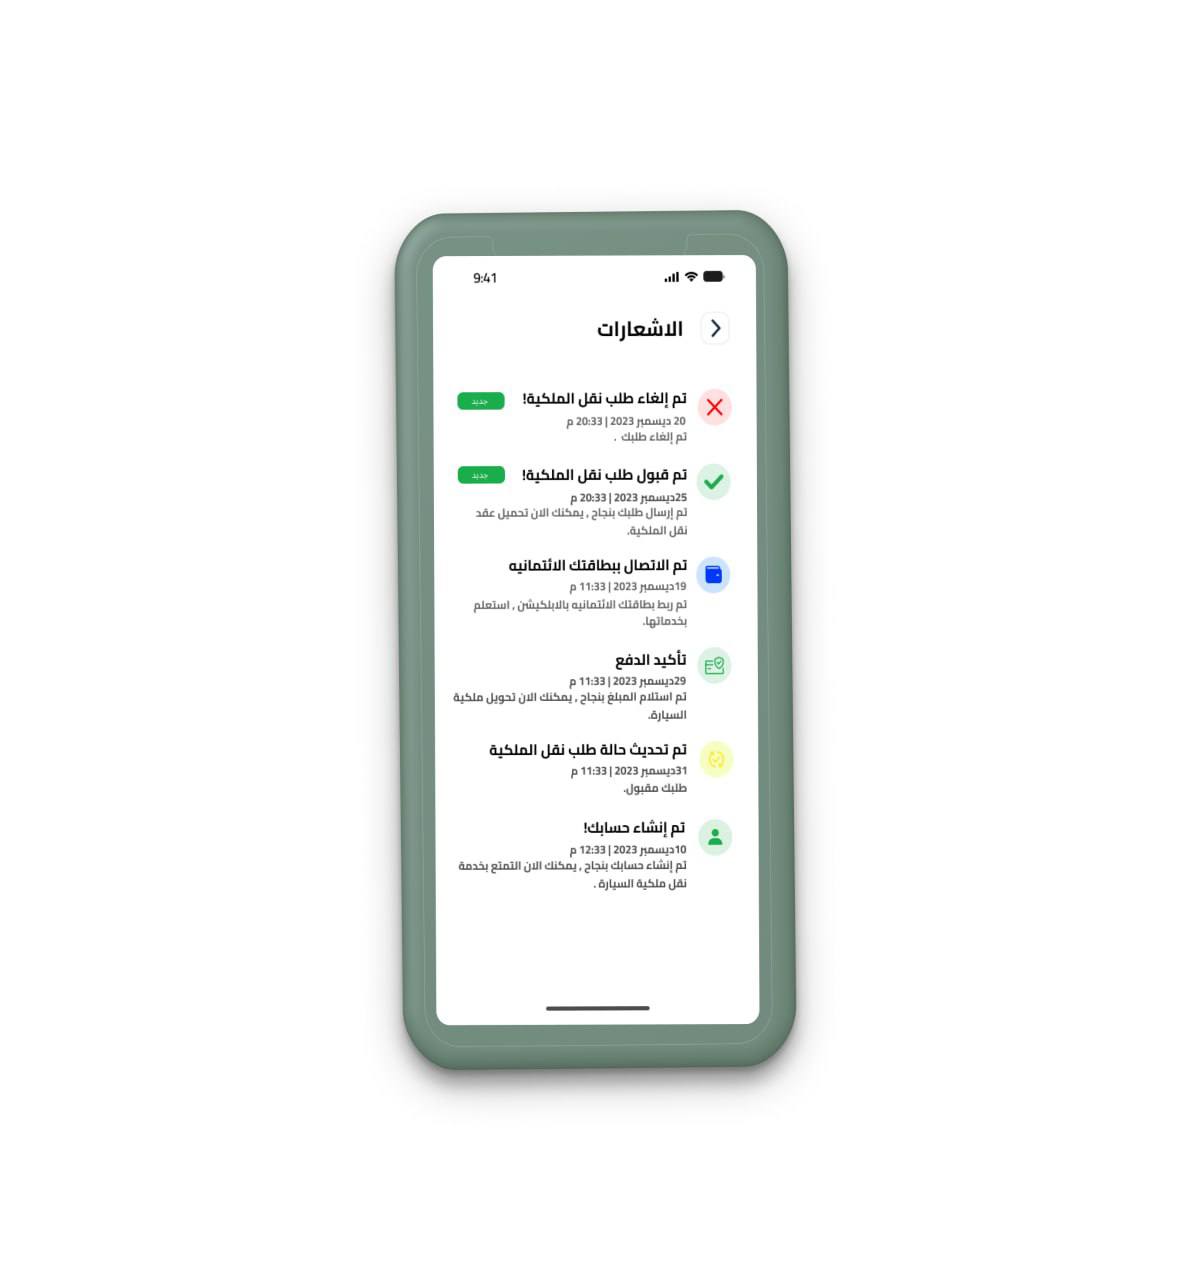 9:41
الاشعارات
تم إلغاء طلب نقل الملكية!
جديد
20 ديسمبر 2023 | 20:33 م
تم إلغاء طلبك .
تم قبول طلب نقل الملكية!
جديد
25ديسمبر 2023 | 20:33 م
تم إرسال طلبك بنجاح , يمكنك الان تحميل عقد
نقل الملكية.
تم الاتصال ببطاقتك الائتمانيه
19ديسمبر 2023 | 11:33 م
تم ربط بطاقتك الائتمانيه بالابلكيشن , استعلم
بخدماتها.
تأكيد الدفع
29ديسمبر 2023 | 11:33 م
تم استلام المبلغ بنجاح , يمكنك الان تحويل ملكية
السيارة.
تم تحديث حالة طلب نقل الملكية
31ديسمبر 2023 | 11:33 م
طلبك مقبول.
تم إنشاء حسابك!
10ديسمبر 2023 | 12:33 م
تم إنشاء حسابك بنجاح , يمكنك الان التمتع بخدمة
نقل ملكية السيارة .